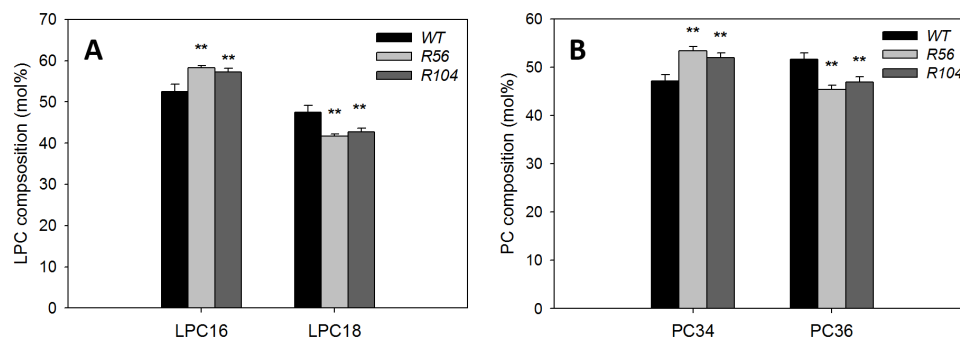 A
LPC compsosition (mol%)
70
60
50
40
30
20
10
0
** **
** **
WT
R56
R104
LPC16 LPC18
B
PC composition (mol%)
60
50
40
30
20
10
0
** **
** **
WT
R56
R104
PC34 PC36